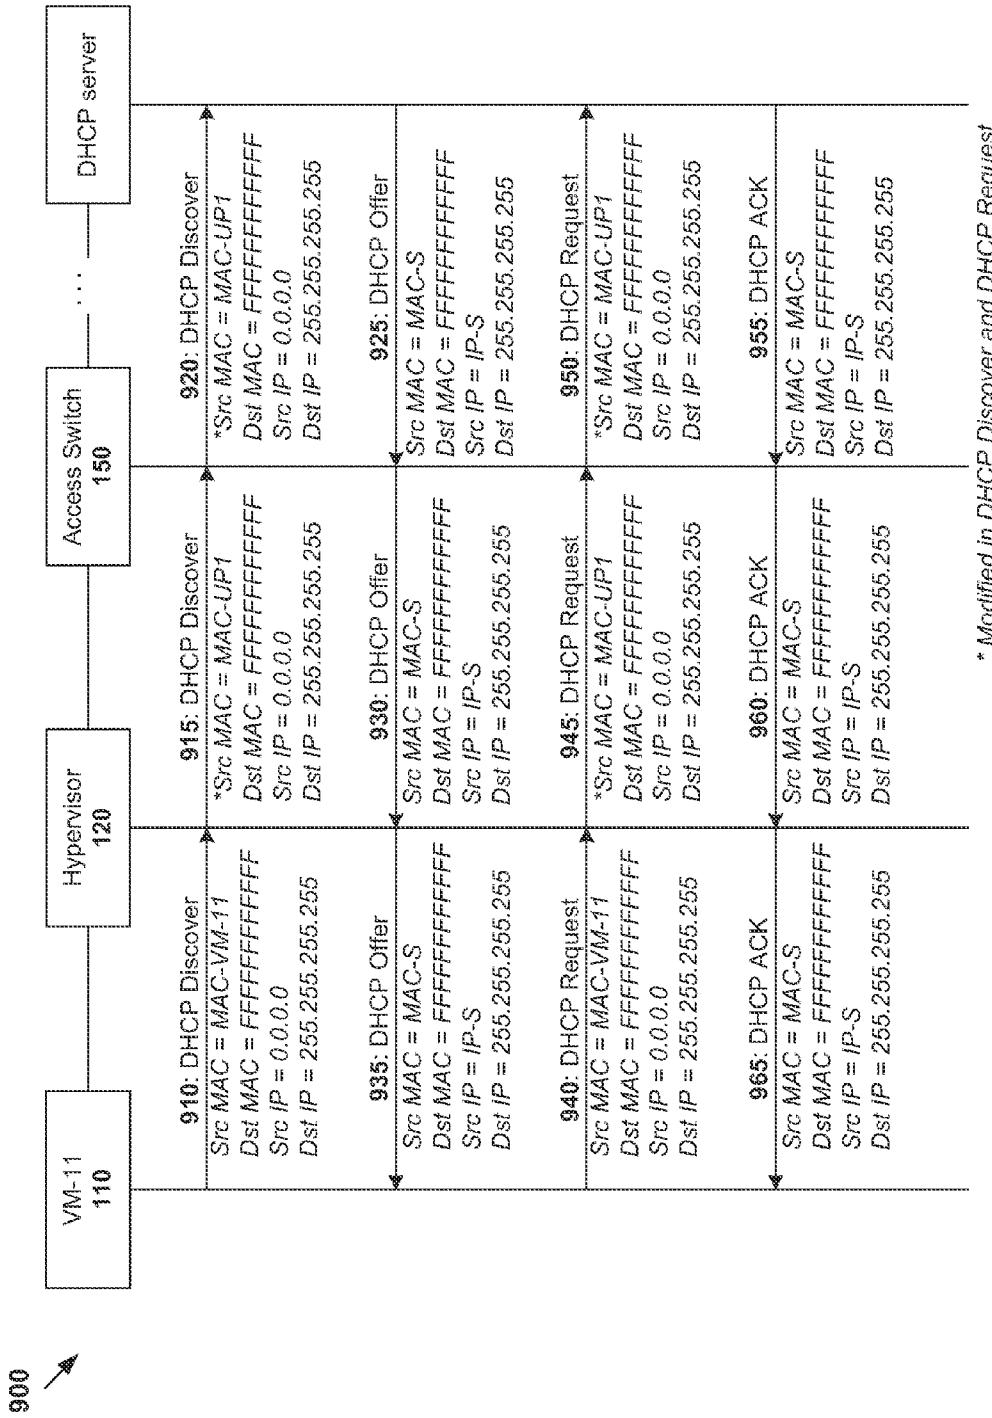 900
VM-11
110
Hypervisor
120
Access Switch
150
. . .
DHCP server
910: DHCP Discover
Src MAC = MAC-VM-11
Dst MAC = FFFFFFFFFFFF
Src IP = 0.0.0.0
Dst IP = 255.255.255.255
915: DHCP Discover
*Src MAC = MAC-UP1
Dst MAC = FFFFFFFFFFFF
Src IP = 0.0.0.0
Dst IP = 255.255.255.255
920: DHCP Discover
*Src MAC = MAC-UP1
Dst MAC = FFFFFFFFFFFF
Src IP = 0.0.0.0
Dst IP = 255.255.255.255
935: DHCP Offer
Src MAC = MAC-S
Dst MAC = FFFFFFFFFFFF
Src IP = IP-S
Dst IP = 255.255.255.255
930: DHCP Offer
Src MAC = MAC-S
Dst MAC = FFFFFFFFFFFF
Src IP = IP-S
Dst IP = 255.255.255.255
925: DHCP Offer
Src MAC = MAC-S
Dst MAC = FFFFFFFFFFFF
Src IP = IP-S
Dst IP = 255.255.255.255
940: DHCP Request
Src MAC = MAC-VM-11
Dst MAC = FFFFFFFFFFFF
Src IP = 0.0.0.0
Dst IP = 255.255.255.255
945: DHCP Request
*Src MAC = MAC-UP1
Dst MAC = FFFFFFFFFFFF
Src IP = 0.0.0.0
Dst IP = 255.255.255.255
950: DHCP Request
*Src MAC = MAC-UP1
Dst MAC = FFFFFFFFFFFF
Src IP = 0.0.0.0
Dst IP = 255.255.255.255
965: DHCP ACK
Src MAC = MAC-S
Dst MAC = FFFFFFFFFFFF
Src IP = IP-S
Dst IP = 255.255.255.255
960: DHCP ACK
Src MAC = MAC-S
Dst MAC = FFFFFFFFFFFF
Src IP = IP-S
Dst IP = 255.255.255.255
955: DHCP ACK
Src MAC = MAC-S
Dst MAC = FFFFFFFFFFFF
Src IP = IP-S
Dst IP = 255.255.255.255
* Modified in DHCP Discover and DHCP Request